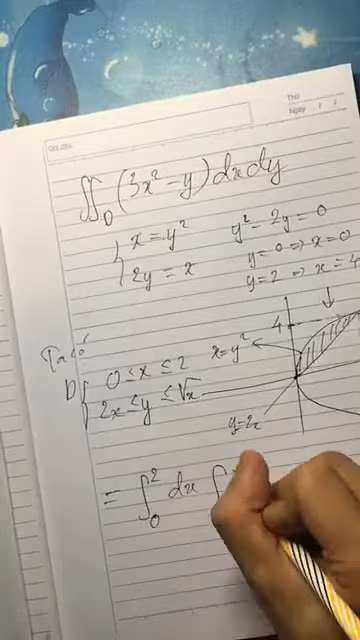 Thứ
Ngày
∬_D (3x² - y) dxdy
{ x = y²
2y = x
y² - 2y = 0
y = 0 ⇒ x = 0
y = 2 ⇒ x = 4
4
x = y²
Ta có
D { 0 ≤ x ≤ 2
2x ≤ y ≤ √x
y = 2x
= ∫₀² dx ∫